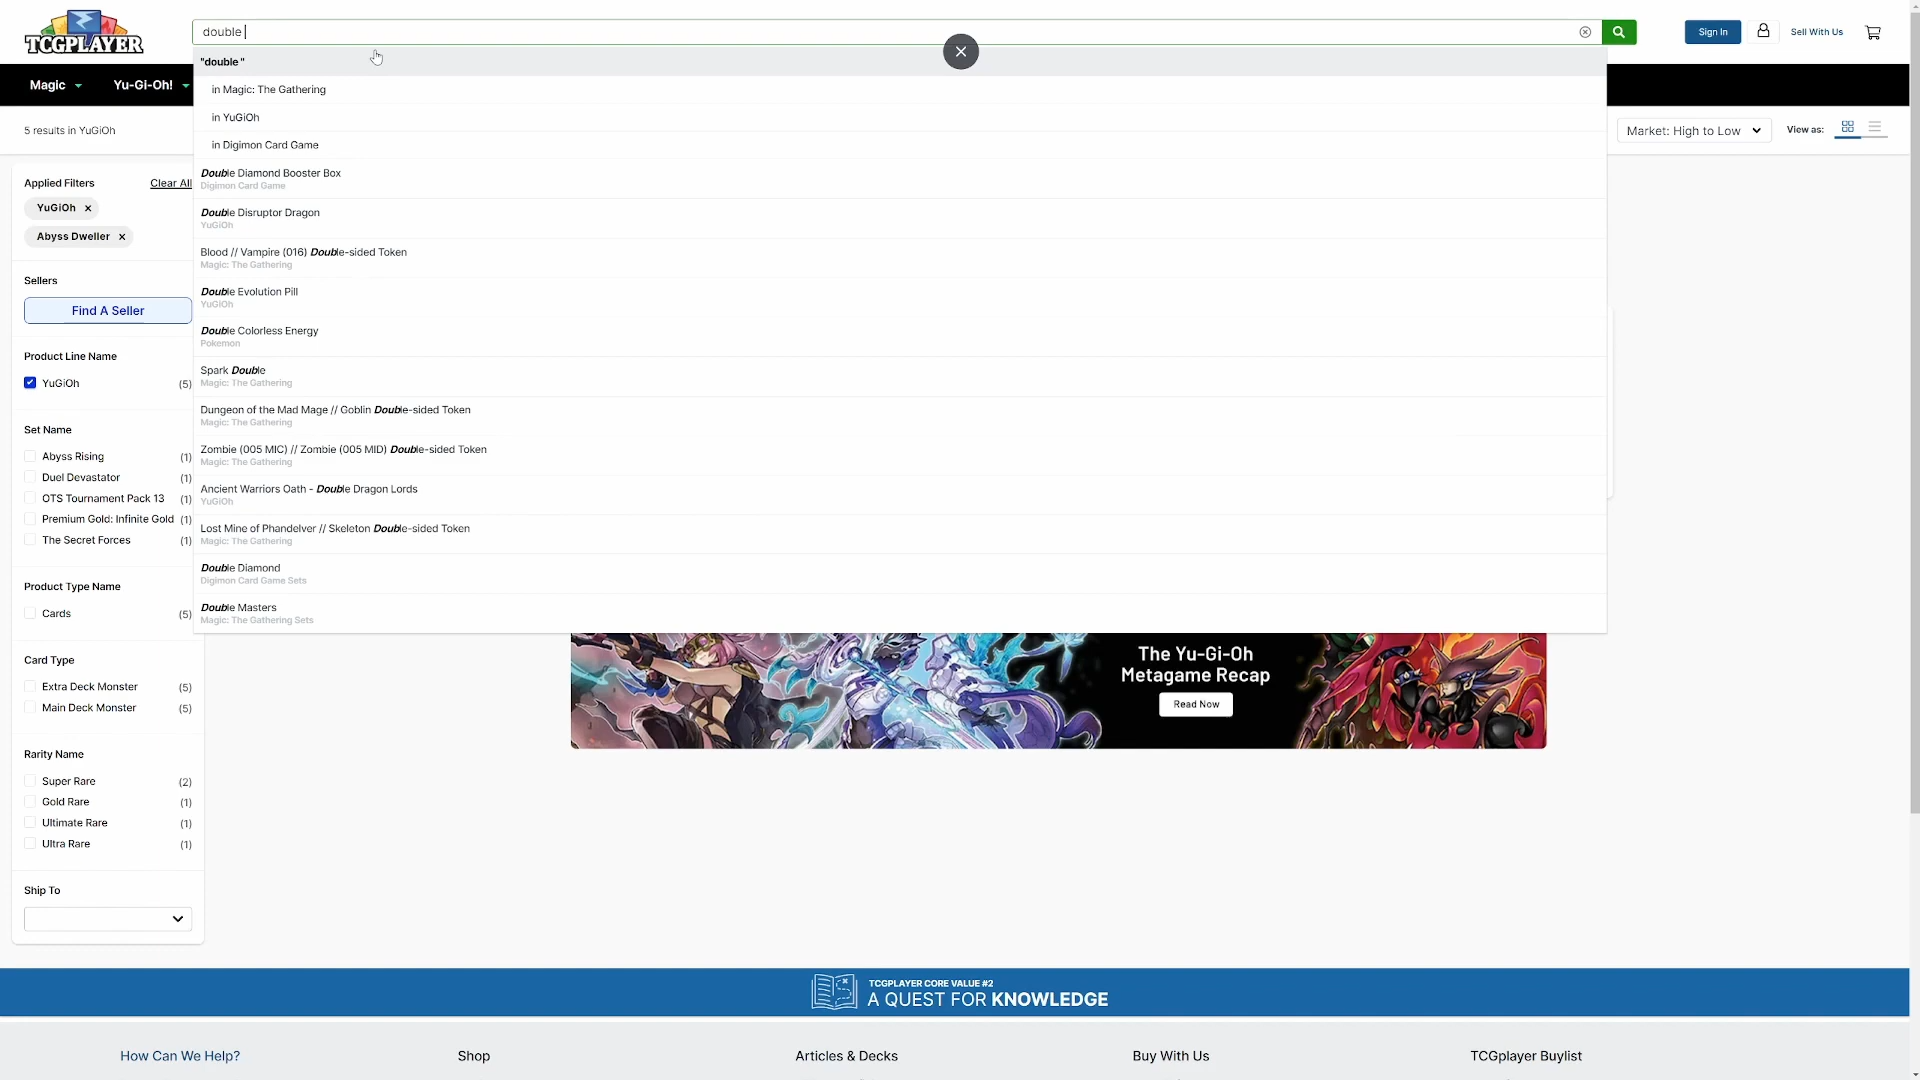 TCGPLAYER
double
Sign In
Sell With Us
"double "
in Magic: The Gathering
in YuGiOh
in Digimon Card Game
Double Diamond Booster Box
Digimon Card Game
Double Disruptor Dragon
YuGiOh
Blood // Vampire (016) Double-sided Token
Magic: The Gathering
Double Evolution Pill
YuGiOh
Double Colorless Energy
Pokemon
Spark Double
Magic: The Gathering
Dungeon of the Mad Mage // Goblin Double-sided Token
Magic: The Gathering
Zombie (005 MIC) // Zombie (005 MID) Double-sided Token
Magic: The Gathering
Ancient Warriors Oath - Double Dragon Lords
YuGiOh
Lost Mine of Phandelver // Skeleton Double-sided Token
Magic: The Gathering
Double Diamond
Digimon Card Game Sets
Double Masters
Magic: The Gathering Sets
Magic
Yu-Gi-Oh!
5 results in YuGiOh
Market: High to Low
View as:
Applied Filters
Clear All
YuGiOh
Abyss Dweller
Sellers
Find A Seller
Product Line Name
YuGiOh (5)
Set Name
Abyss Rising (1)
Duel Devastator (1)
OTS Tournament Pack 13 (1)
Premium Gold: Infinite Gold (1)
The Secret Forces (1)
Product Type Name
Cards (5)
Card Type
Extra Deck Monster (5)
Main Deck Monster (5)
Rarity Name
Super Rare (2)
Gold Rare (1)
Ultimate Rare (1)
Ultra Rare (1)
Ship To
The Yu-Gi-Oh
Metagame Recap
Read Now
TCGPLAYER CORE VALUE #2
A QUEST FOR KNOWLEDGE
How Can We Help?
Shop
Articles & Decks
Buy With Us
TCGplayer Buylist